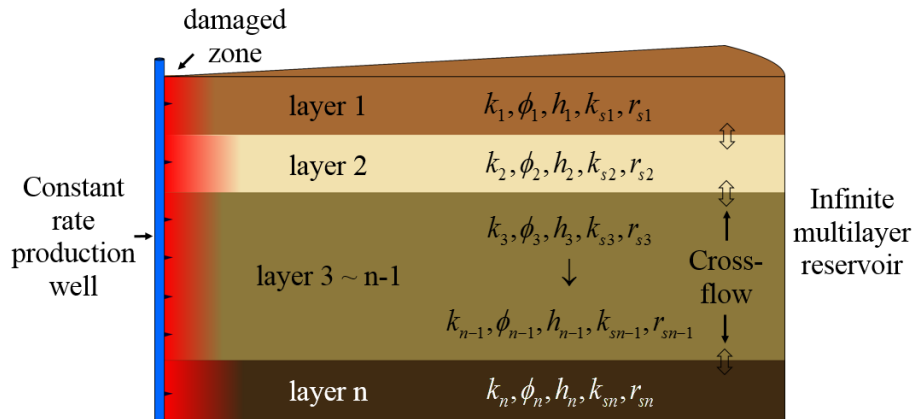 damaged
zone
layer 1
k₁,ϕ₁,h₁,kₛ₁,rₛ₁
layer 2
k₂,ϕ₂,h₂,kₛ₂,rₛ₂
Constant
rate
production
well
k₃,ϕ₃,h₃,kₛ₃,rₛ₃
layer 3 ~ n-1
↓
Cross-
flow
kₙ₋₁,ϕₙ₋₁,hₙ₋₁,kₛₙ₋₁,rₛₙ₋₁
Infinite
multilayer
reservoir
layer n
kₙ,ϕₙ,hₙ,kₛₙ,rₛₙ